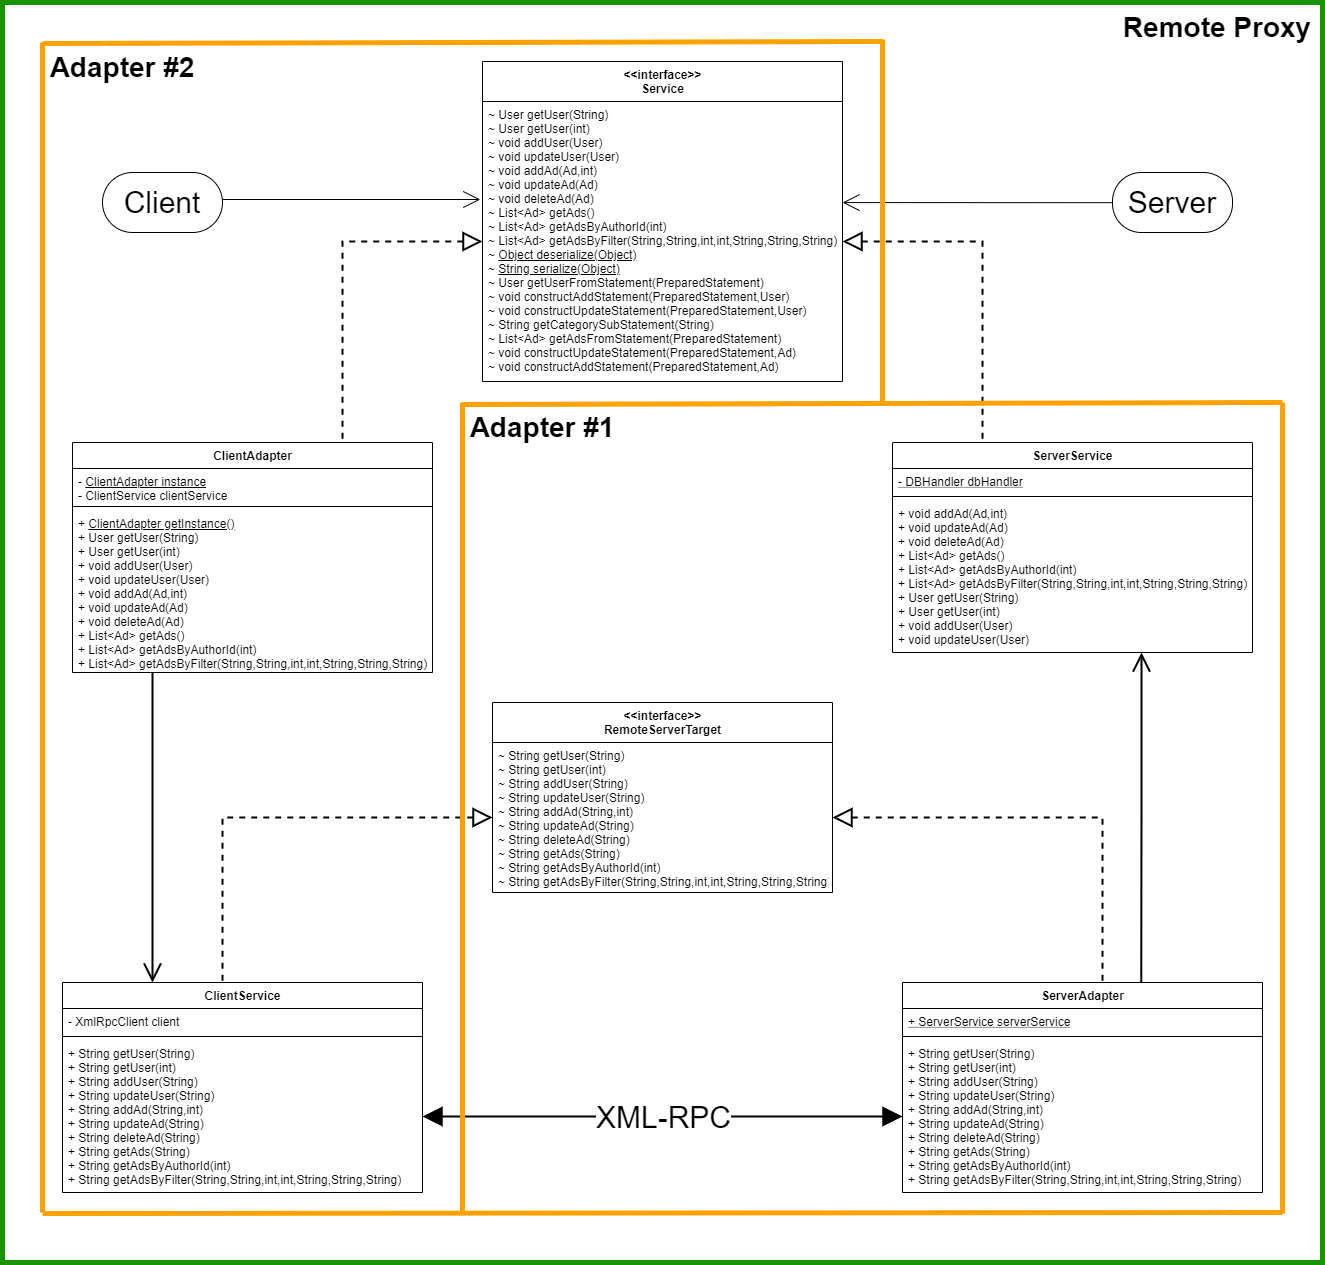 Remote Proxy
Adapter #2
<<interface>>
Service
~ User getUser(String)
~ User getUser(int)
~ void addUser(User)
~ void updateUser(User)
~ void addAd(Ad,int)
~ void updateAd(Ad)
~ void deleteAd(Ad)
~ List<Ad> getAds()
~ List<Ad> getAdsByAuthorId(int)
~ List<Ad> getAdsByFilter(String,String,int,int,String,String,String)
~ Object deserialize(Object)
~ String serialize(Object)
~ User getUserFromStatement(PreparedStatement)
~ void constructAddStatement(PreparedStatement,User)
~ void constructUpdateStatement(PreparedStatement,User)
~ String getCategorySubStatement(String)
~ List<Ad> getAdsFromStatement(PreparedStatement)
~ void constructUpdateStatement(PreparedStatement,Ad)
~ void constructAddStatement(PreparedStatement,Ad)
Client
Server
Adapter #1
ClientAdapter
- ClientAdapter instance
- ClientService clientService
+ ClientAdapter getInstance()
+ User getUser(String)
+ User getUser(int)
+ void addUser(User)
+ void updateUser(User)
+ void addAd(Ad,int)
+ void updateAd(Ad)
+ void deleteAd(Ad)
+ List<Ad> getAds()
+ List<Ad> getAdsByAuthorId(int)
+ List<Ad> getAdsByFilter(String,String,int,int,String,String,String)
ServerService
- DBHandler dbHandler
+ void addAd(Ad,int)
+ void updateAd(Ad)
+ void deleteAd(Ad)
+ List<Ad> getAds()
+ List<Ad> getAdsByAuthorId(int)
+ List<Ad> getAdsByFilter(String,String,int,int,String,String,String)
+ User getUser(String)
+ User getUser(int)
+ void addUser(User)
+ void updateUser(User)
<<interface>>
RemoteServerTarget
~ String getUser(String)
~ String getUser(int)
~ String addUser(String)
~ String updateUser(String)
~ String addAd(String,int)
~ String updateAd(String)
~ String deleteAd(String)
~ String getAds(String)
~ String getAdsByAuthorId(int)
~ String getAdsByFilter(String,String,int,int,String,String,String)
ClientService
- XmlRpcClient client
+ String getUser(String)
+ String getUser(int)
+ String addUser(String)
+ String updateUser(String)
+ String addAd(String,int)
+ String updateAd(String)
+ String deleteAd(String)
+ String getAds(String)
+ String getAdsByAuthorId(int)
+ String getAdsByFilter(String,String,int,int,String,String,String)
XML-RPC
ServerAdapter
+ ServerService serverService
+ String getUser(String)
+ String getUser(int)
+ String addUser(String)
+ String updateUser(String)
+ String addAd(String,int)
+ String updateAd(String)
+ String deleteAd(String)
+ String getAds(String)
+ String getAdsByAuthorId(int)
+ String getAdsByFilter(String,String,int,int,String,String,String)